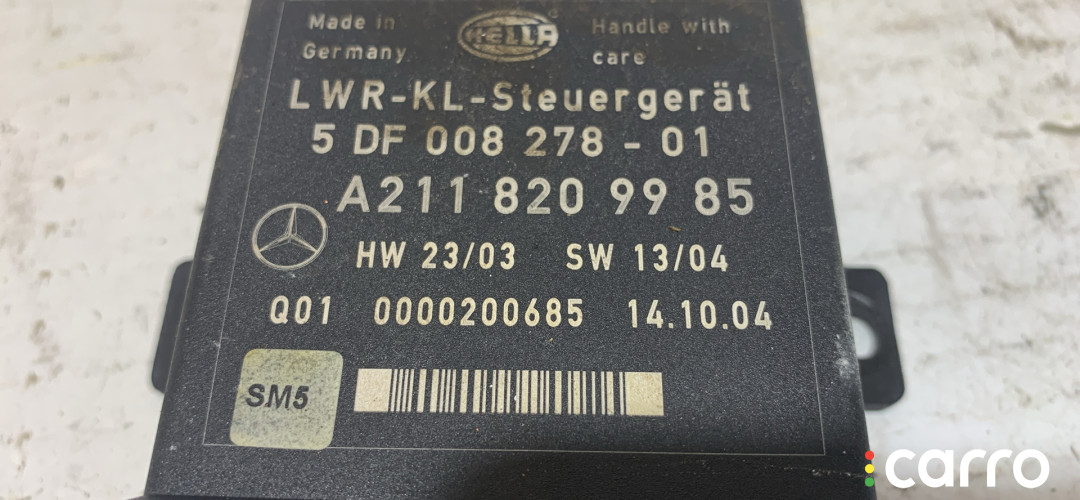 Made in Germany
HELLA
Handle with care
LWR-KL-Steuergerät
5 DF 008 278 - 01
A211 820 99 85
HW 23/03 SW 13/04
Q01 0000200685 14.10.04
SM5
carro